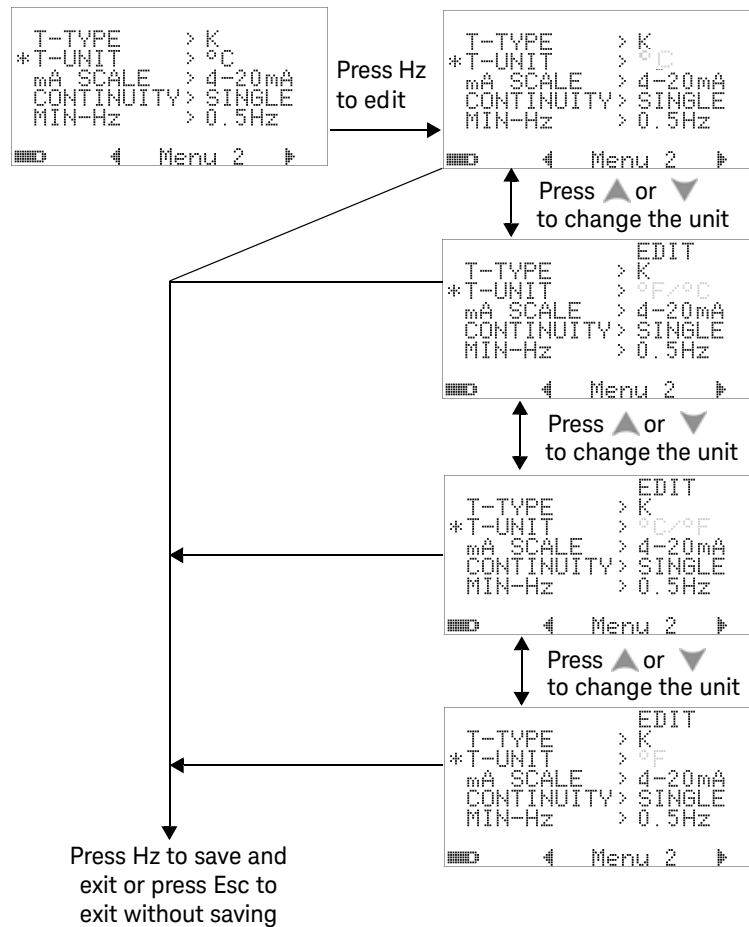 T-TYPE > K
*T-UNIT > °C
mA SCALE > 4-20mA
CONTINUITY> SINGLE
MIN-Hz > 0.5Hz
Menu 2
Press Hz
to edit
T-TYPE > K
*T-UNIT > °C
mA SCALE > 4-20mA
CONTINUITY> SINGLE
MIN-Hz > 0.5Hz
Menu 2
Press or
to change the unit
EDIT
T-TYPE > K
*T-UNIT > °F/°C
mA SCALE > 4-20mA
CONTINUITY> SINGLE
MIN-Hz > 0.5Hz
Menu 2
Press or
to change the unit
EDIT
T-TYPE > K
*T-UNIT > °C/°F
mA SCALE > 4-20mA
CONTINUITY> SINGLE
MIN-Hz > 0.5Hz
Menu 2
Press or
to change the unit
EDIT
T-TYPE > K
*T-UNIT > °F
mA SCALE > 4-20mA
CONTINUITY> SINGLE
MIN-Hz > 0.5Hz
Menu 2
Press Hz to save and
exit or press Esc to
exit without saving